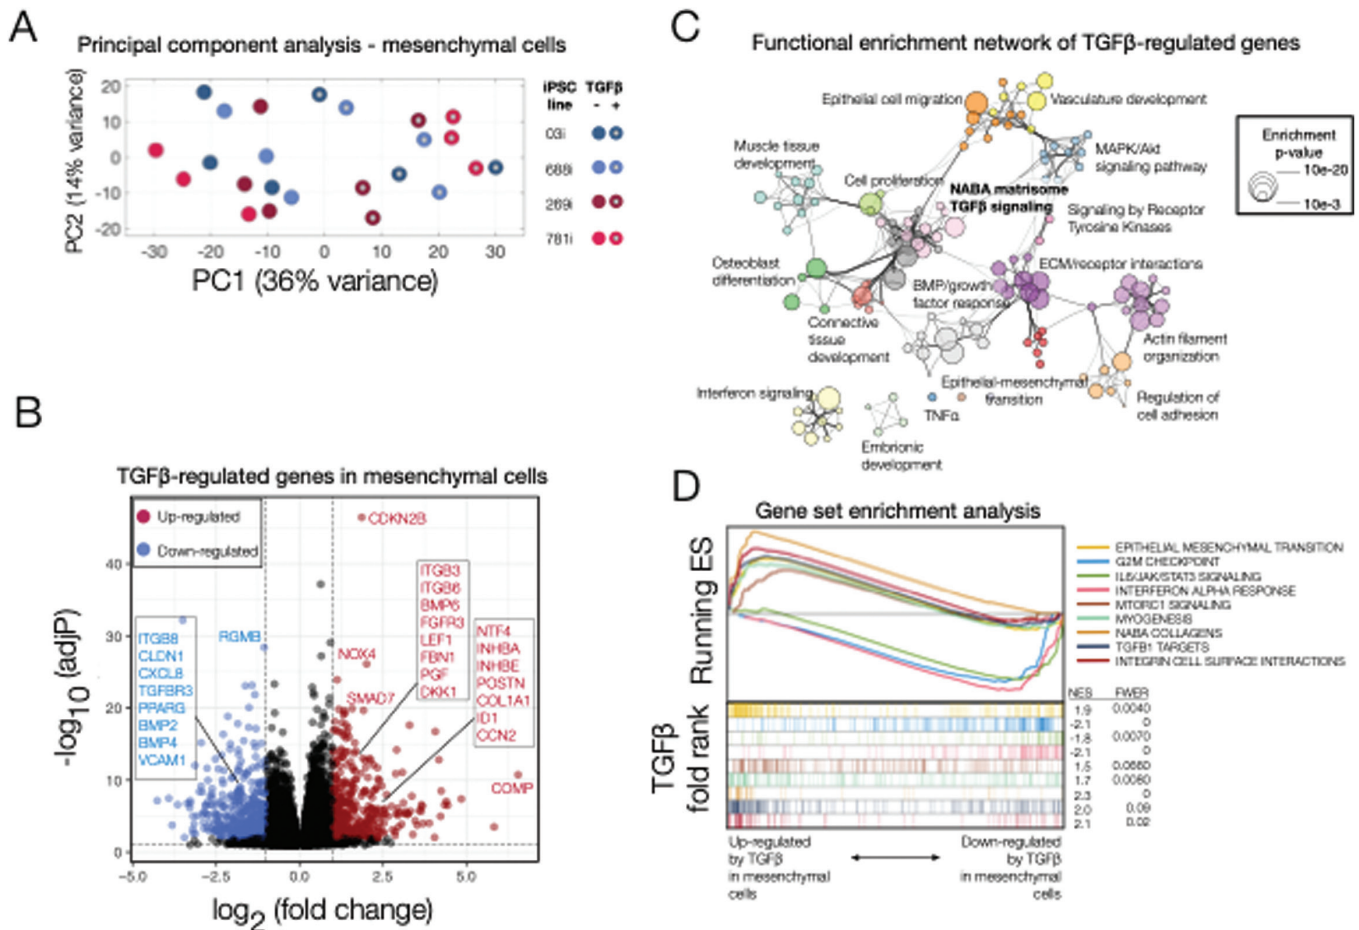 A
Principal component analysis - mesenchymal cells
PC2 (14% variance)
20
10
0
-10
-20
-30
-20
-10
0
10
20
30
PC1 (36% variance)
iPSC TGFβ
line - +
03i
688i
269i
781i
B
TGFβ-regulated genes in mesenchymal cells
-log10 (adjP)
Up-regulated
Down-regulated
CDKN2B
40
30
20
10
0
ITGB8
CLDN1
CXCL8
TGFBR3
PPARG
BMP2
BMP4
VCAM1
RGMB
NOX4
SMAD7
ITGB3
ITGB6
BMP6
FGFR3
LEF1
FBN1
PGF
DKK1
NTF4
INHBA
INHBE
POSTN
COL1A1
ID1
CCN2
COMP
-5.0
-2.5
0.0
2.5
5.0
log2 (fold change)
C
Functional enrichment network of TGFβ-regulated genes
Epithelial cell migration
Vasculature development
Muscle tissue
development
MAPK/Akt
signaling pathway
Cell proliferation
NABA matrisome
TGFβ signaling
Signaling by Receptor
Tyrosine Kinases
Osteoblast
differentiation
ECM/receptor interactions
BMP/growth
factor response
Connective
tissue
development
Actin filament
organization
Interferon signaling
Epithelial-mesenchymal
transition
TNFα
Regulation of
cell adhesion
Embrionic
development
Enrichment
p-value
10e-20
10e-3
D
Gene set enrichment analysis
Running ES
EPITHELIAL MESENCHYMAL TRANSITION
G2M CHECKPOINT
IL6/JAK/STAT3 SIGNALING
INTERFERON ALPHA RESPONSE
MTORC1 SIGNALING
MYOGENESIS
NABA COLLAGENS
TGFB1 TARGETS
INTEGRIN CELL SURFACE INTERACTIONS
TGFβ
fold rank
NES FWER
1.9 0.0040
-2.1 0
-1.8 0.0070
-2.1 0
1.5 0.0660
1.7 0.0080
2.3 0
2.0 0.09
2.1 0.02
Up-regulated
by TGFβ
in mesenchymal
cells
Down-regulated
by TGFβ
in mesenchymal
cells